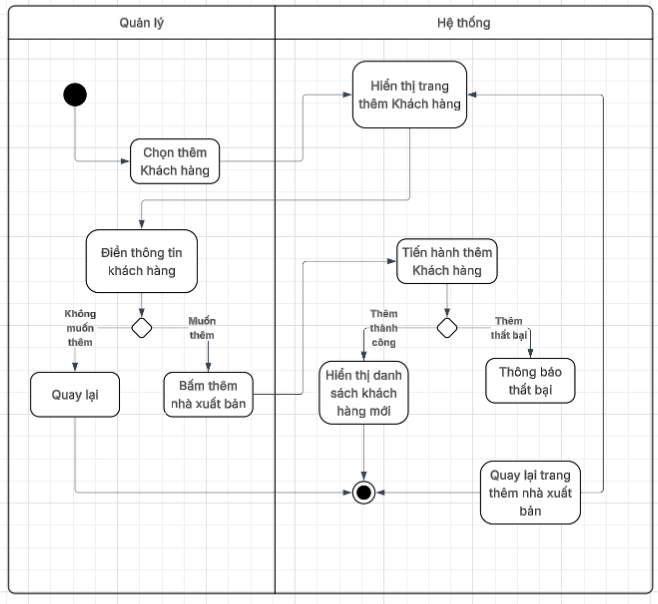 Quản lý
Hệ thống
Hiển thị trang
thêm Khách hàng
Chọn thêm
Khách hàng
Điền thông tin
khách hàng
Tiến hành thêm
Khách hàng
Không
muốn
thêm
Muốn
thêm
Thêm
thành
công
Thêm
thất bại
Quay lại
Bấm thêm
nhà xuất bản
Hiển thị danh
sách khách
hàng mới
Thông báo
thất bại
Quay lại trang
thêm nhà xuất
bản